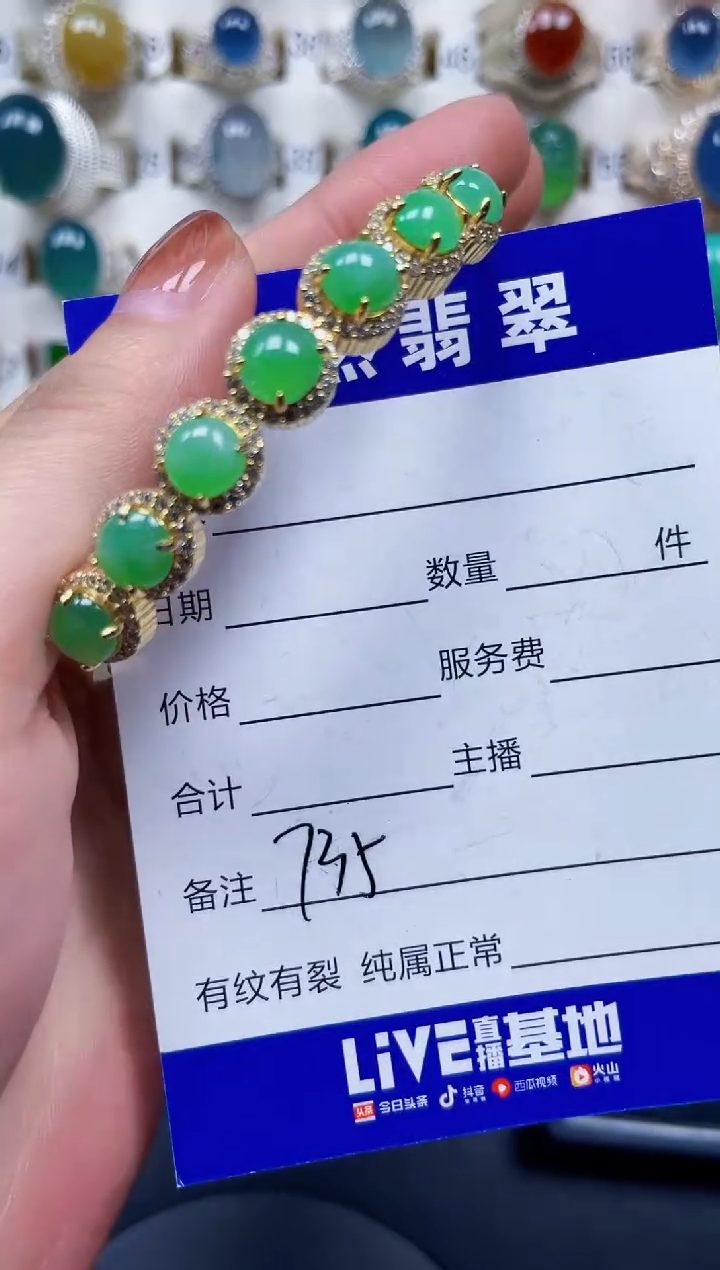 翡翠
数量 件
日期
服务费
价格
主播
合计
备注 735
有纹有裂 纯属正常
LiVE直播基地
头条 今日头条 抖音 西瓜视频 火山